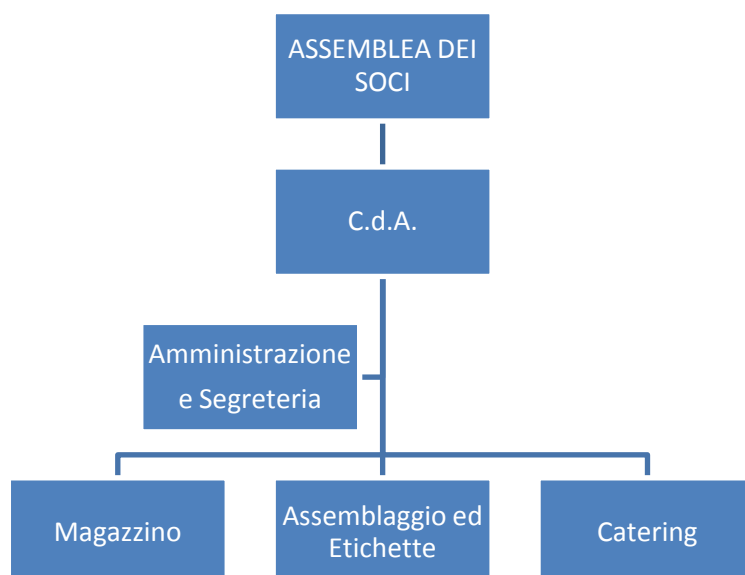 ASSEMBLEA DEI
SOCI
C.d.A.
Amministrazione
e Segreteria
Magazzino
Assemblaggio ed
Etichette
Catering